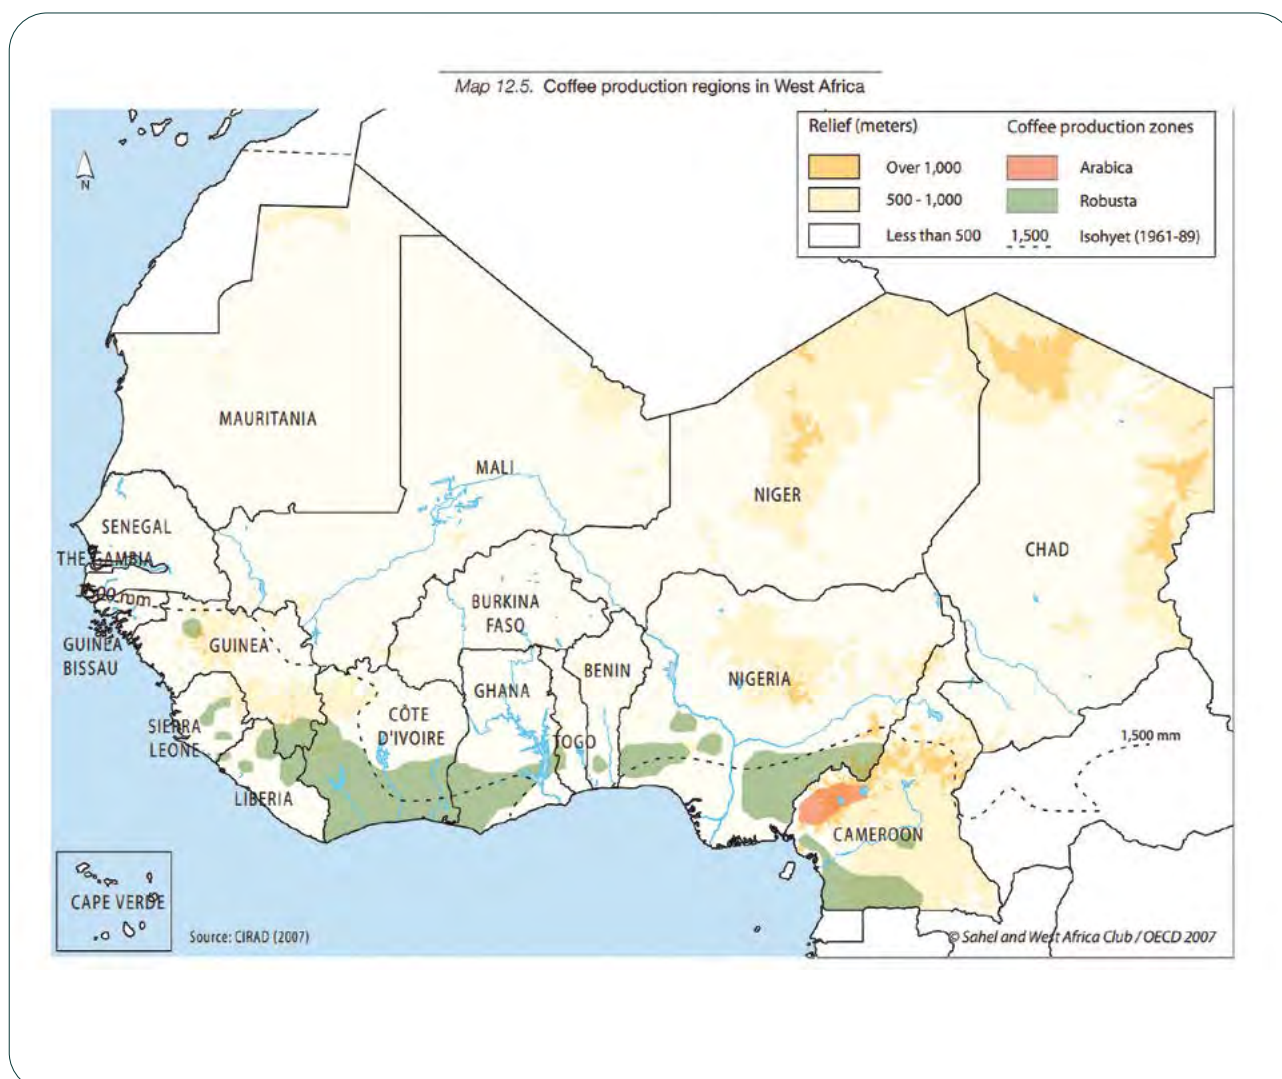 Map 12.5. Coffee production regions in West Africa
Relief (meters)
Coffee production zones
Over 1,000
Arabica
500 - 1,000
Robusta
Less than 500
1,500
Isohyet (1961-89)
N
MAURITANIA
MALI
NIGER
CHAD
SENEGAL
THE GAMBIA
1,500 mm
GUINEA
BISSAU
GUINEA
BURKINA
FASO
BENIN
NIGERIA
GHANA
CÔTE
D'IVOIRE
TOGO
SIERRA
LEONE
LIBERIA
1,500 mm
CAMEROON
CAPE VERDE
Source: CIRAD (2007)
© Sahel and West Africa Club / OECD 2007